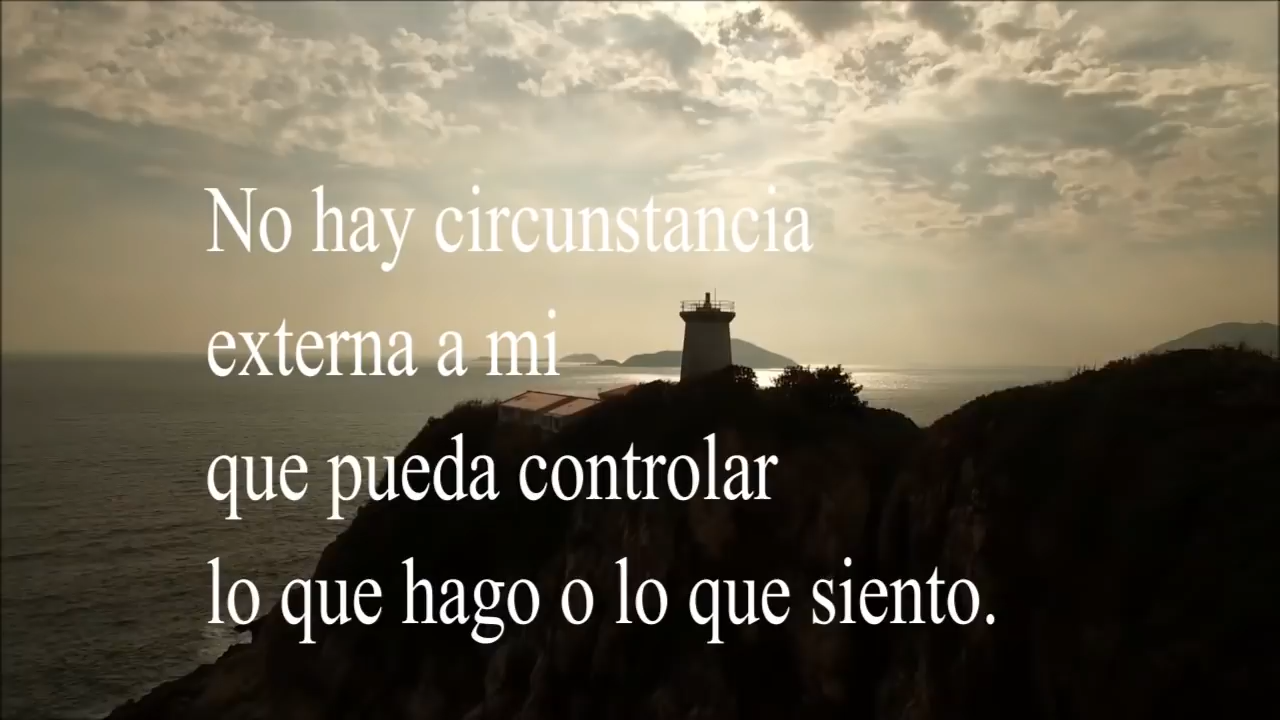 No hay circunstancia
externa a mi
que pueda controlar
lo que hago o lo que siento.